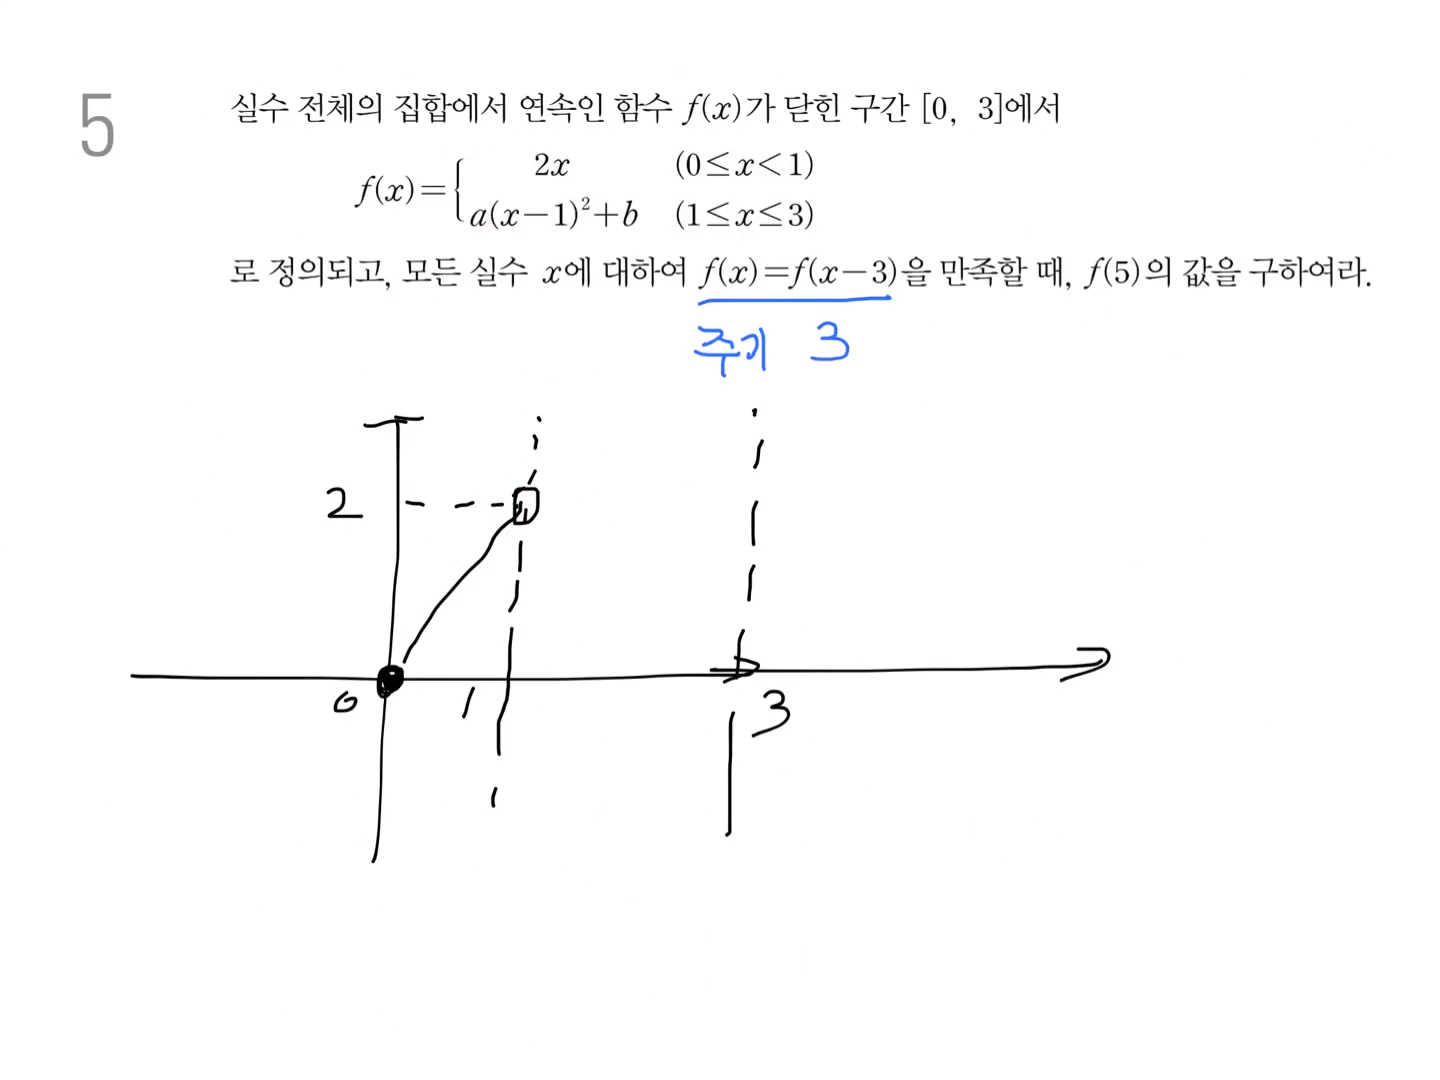 5
실수 전체의 집합에서 연속인 함수 f(x)가 닫힌 구간 [0, 3]에서
f(x)={ 2x (0≤x<1)
a(x−1)²+b (1≤x≤3)
로 정의되고, 모든 실수 x에 대하여 f(x)=f(x−3)을 만족할 때, f(5)의 값을 구하여라.
주기 3
2
0 1 3